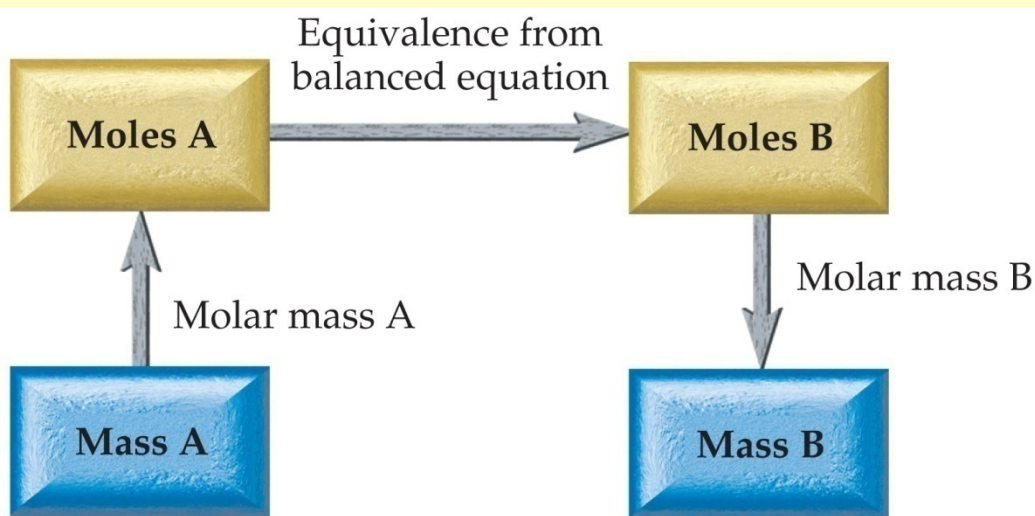 Equivalence from
balanced equation
Moles A
Moles B
Molar mass A
Molar mass B
Mass A
Mass B